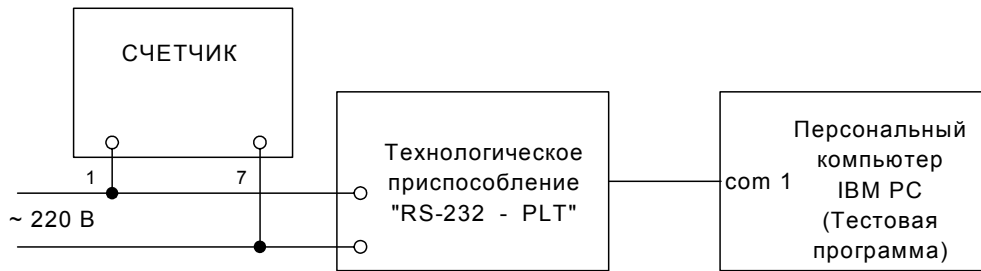 СЧЕТЧИК
1
7
~ 220 В
Технологическое
приспособление
"RS-232 - PLT"
com 1
Персональный
компьютер
IBM PC
(Тестовая
программа)